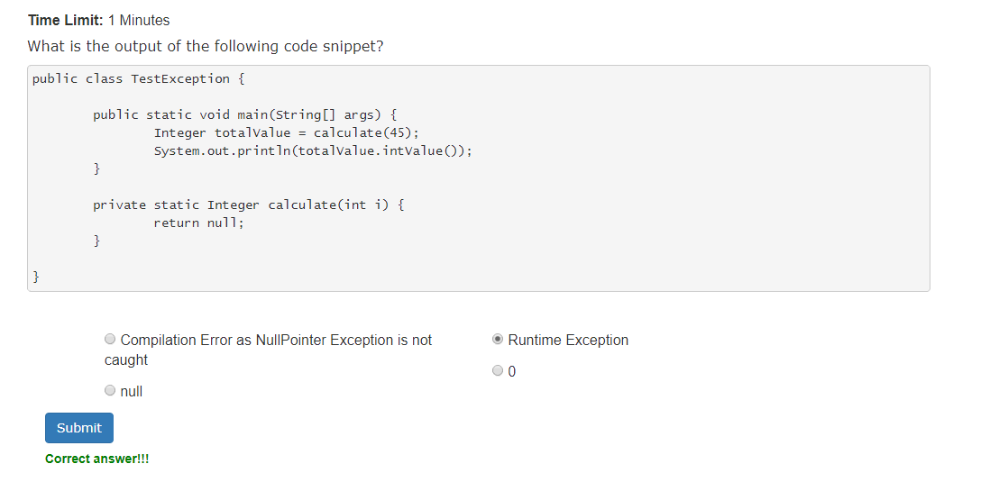 Time Limit: 1 Minutes
What is the output of the following code snippet?
public class TestException {
public static void main(String[] args) {
Integer totalValue = calculate(45);
System.out.println(totalValue.intValue());
}
private static Integer calculate(int i) {
return null;
}
}
Compilation Error as NullPointer Exception is not
caught
null
Runtime Exception
0
Submit
Correct answer!!!